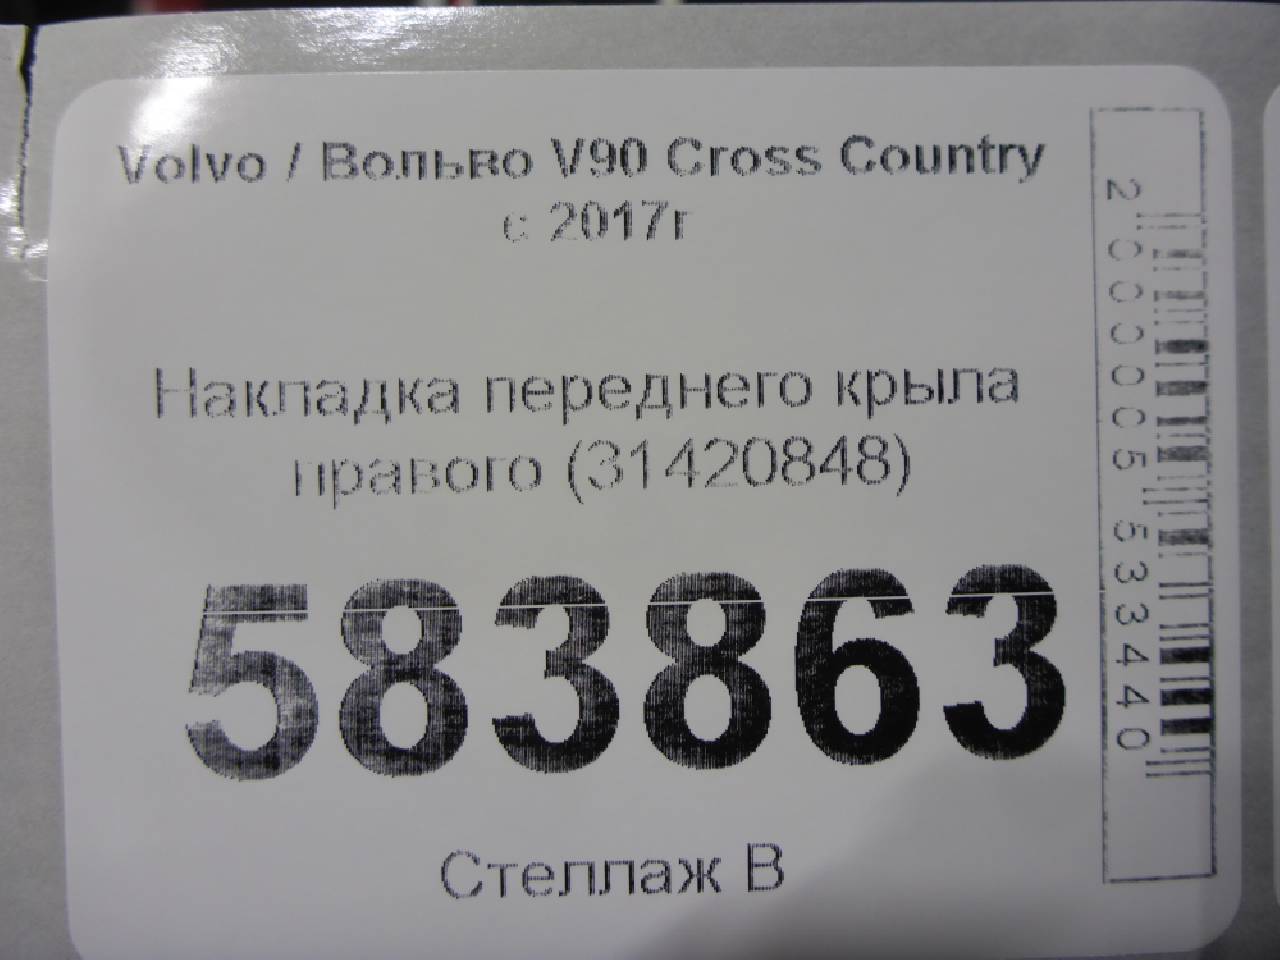 Volvo / Вольво V90 Cross Country
с 2017г
Накладка переднего крыла
правого (31420848)
583863
Стеллаж В
2000005533440